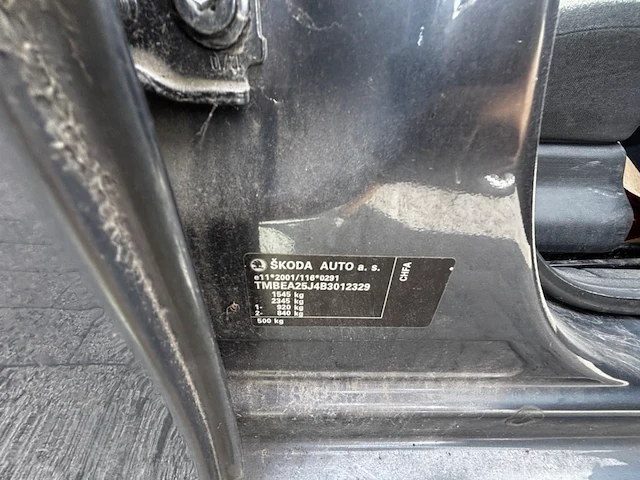 ŠKODA AUTO a. s.
e11*2001/116*0291
TMBEA25J4B3012329
1545 kg
2345 kg
1- 920 kg
2- 840 kg
500 kg
CHFA